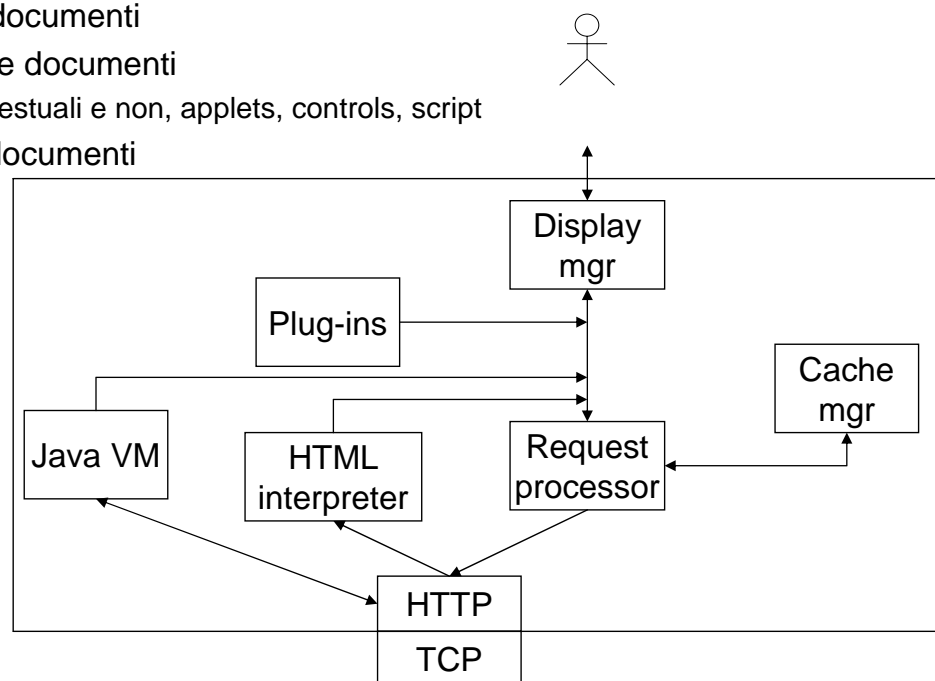 documenti
e documenti
estuali e non, applets, controls, script
documenti
Display
mgr
Plug-ins
Cache
mgr
Java VM
HTML
interpreter
Request
processor
HTTP
TCP